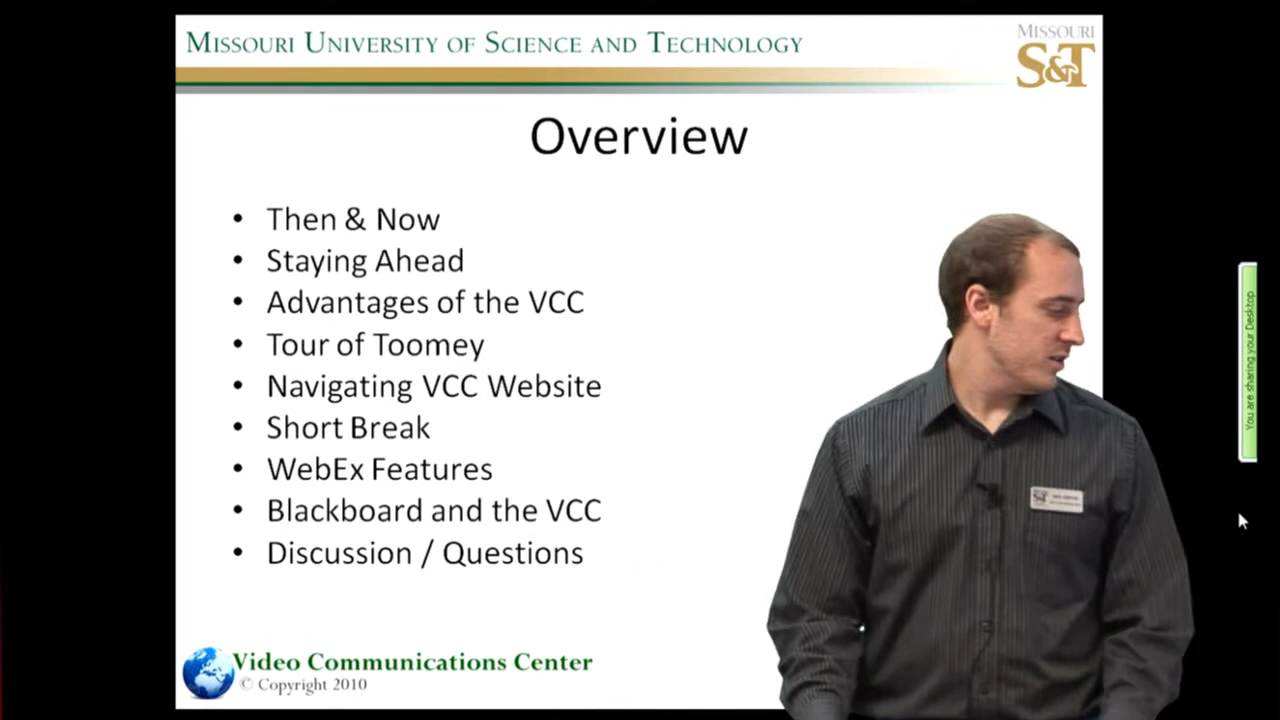 MISSOURI UNIVERSITY OF SCIENCE AND TECHNOLOGY
MISSOURI
S&T
Overview
• Then & Now
• Staying Ahead
• Advantages of the VCC
• Tour of Toomey
• Navigating VCC Website
• Short Break
• WebEx Features
• Blackboard and the VCC
• Discussion / Questions
You are sharing your Desktop
S&T
Video Communications Center
© Copyright 2010